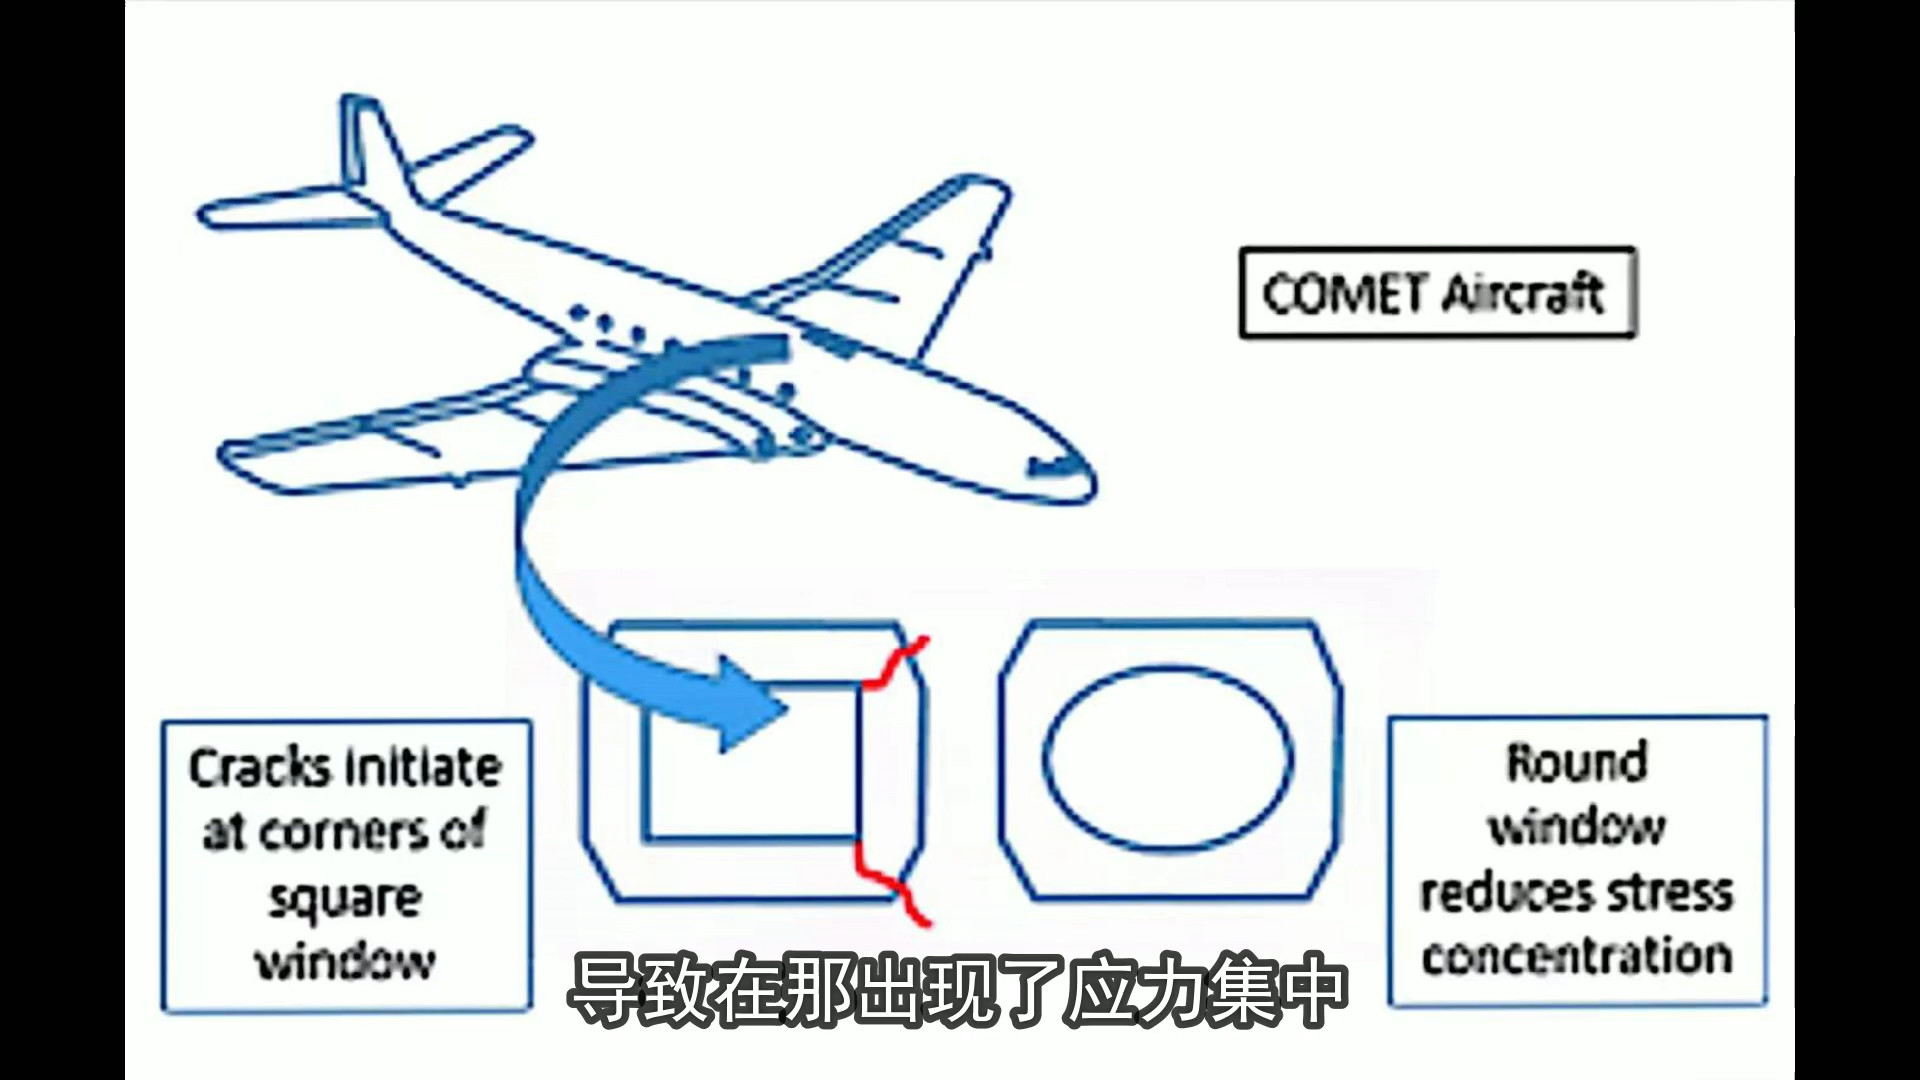 COMET Aircraft
Cracks initiate
at corners of
square
window
Round
window
reduces stress
concentration
导致在那出现了应力集中